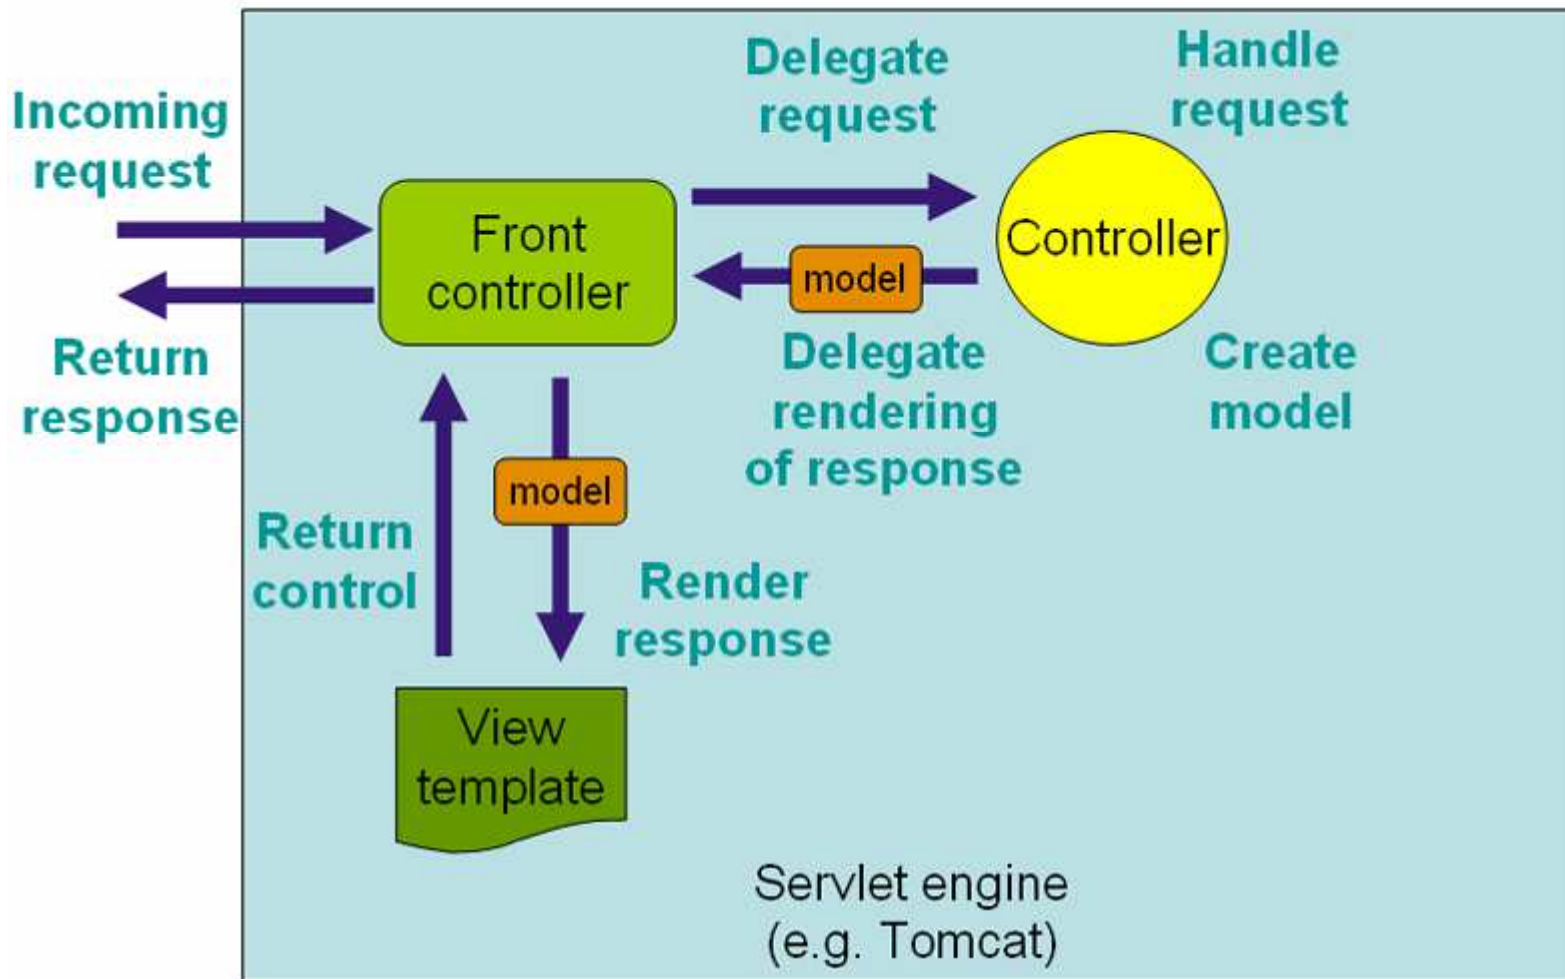 Incoming
request
Return
response
Front
controller
Delegate
request
Handle
request
Controller
model
Delegate
rendering
of response
Create
model
Return
control
model
Render
response
View
template
Servlet engine
(e.g. Tomcat)